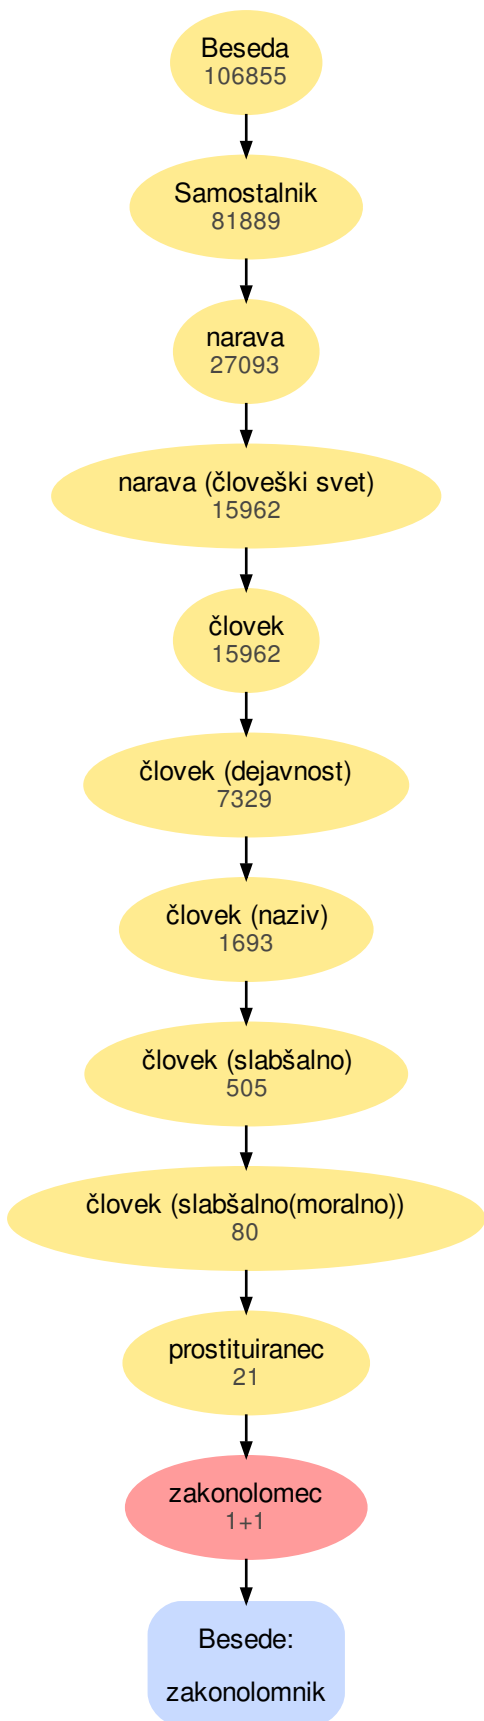 Beseda
106855
Samostalnik
81889
narava
27093
narava (človeški svet)
15962
človek
15962
človek (dejavnost)
7329
človek (naziv)
1693
človek (slabšalno)
505
človek (slabšalno(moralno))
80
prostituiranec
21
zakonolomec
1+1
Besede:
zakonolomnik